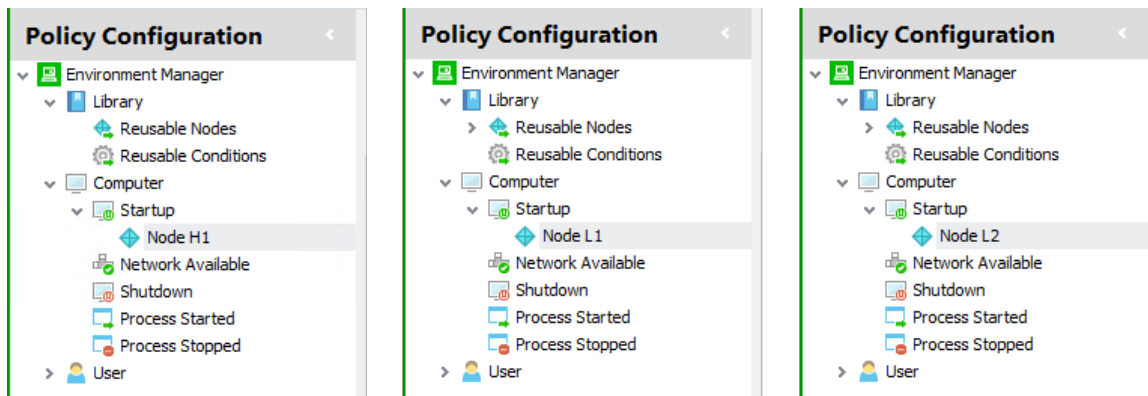 Policy Configuration
Environment Manager
Library
Reusable Nodes
Reusable Conditions
Computer
Startup
Node H1
Network Available
Shutdown
Process Started
Process Stopped
User
Policy Configuration
Environment Manager
Library
Reusable Nodes
Reusable Conditions
Computer
Startup
Node L1
Network Available
Shutdown
Process Started
Process Stopped
User
Policy Configuration
Environment Manager
Library
Reusable Nodes
Reusable Conditions
Computer
Startup
Node L2
Network Available
Shutdown
Process Started
Process Stopped
User